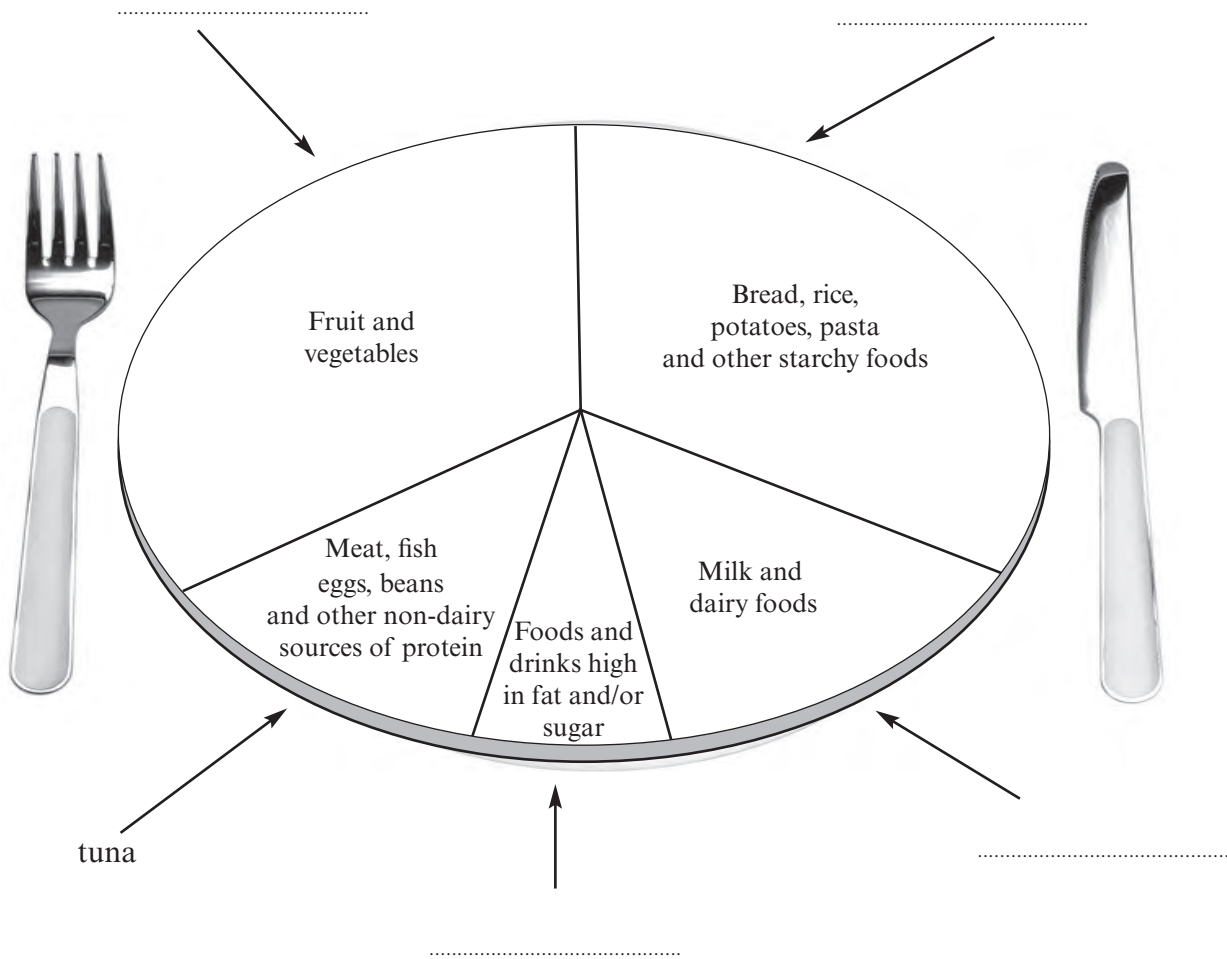 Fruit and
vegetables
Bread, rice,
potatoes, pasta
and other starchy foods
Meat, fish
eggs, beans
and other non-dairy
sources of protein
Foods and
drinks high
in fat and/or
sugar
Milk and
dairy foods
tuna